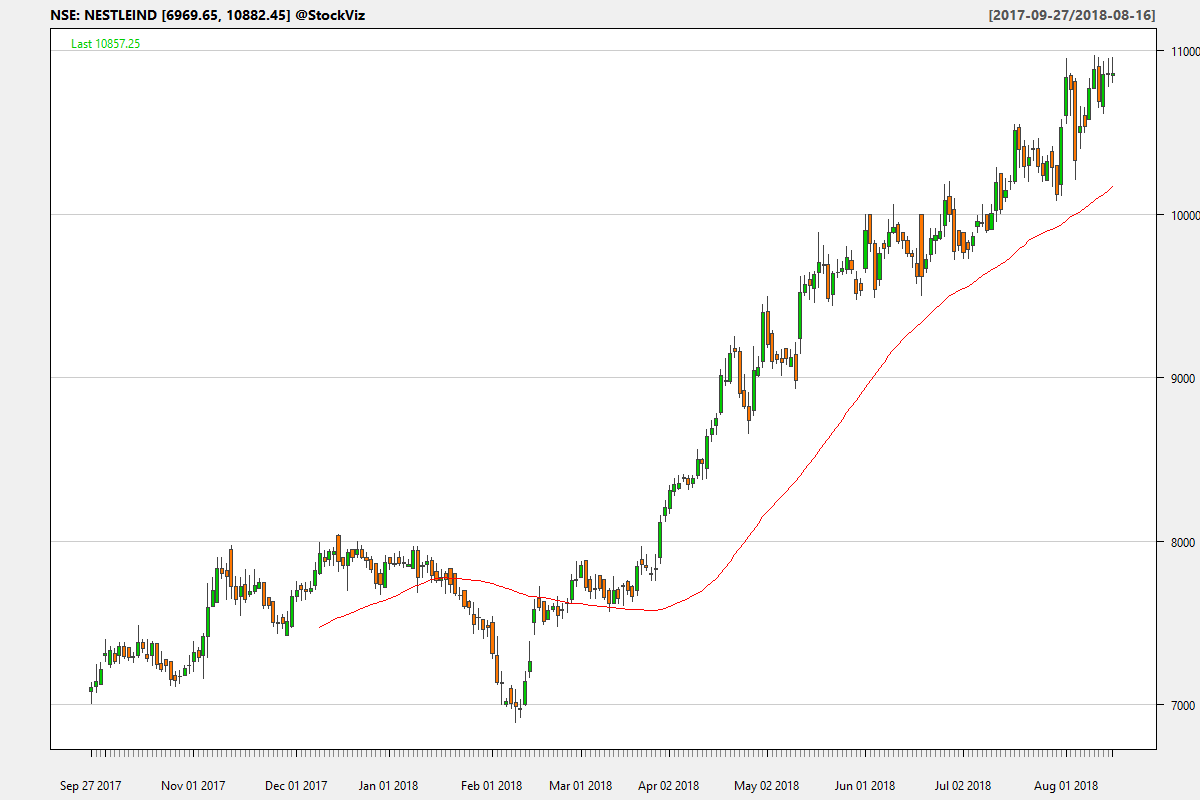 NSE: NESTLEIND [6969.65, 10882.45] @StockViz
[2017-09-27/2018-08-16]
Last 10857.25
11000
10000
9000
8000
7000
Sep 27 2017 Nov 01 2017 Dec 01 2017 Jan 01 2018 Feb 01 2018 Mar 01 2018 Apr 02 2018 May 02 2018 Jun 01 2018 Jul 02 2018 Aug 01 2018